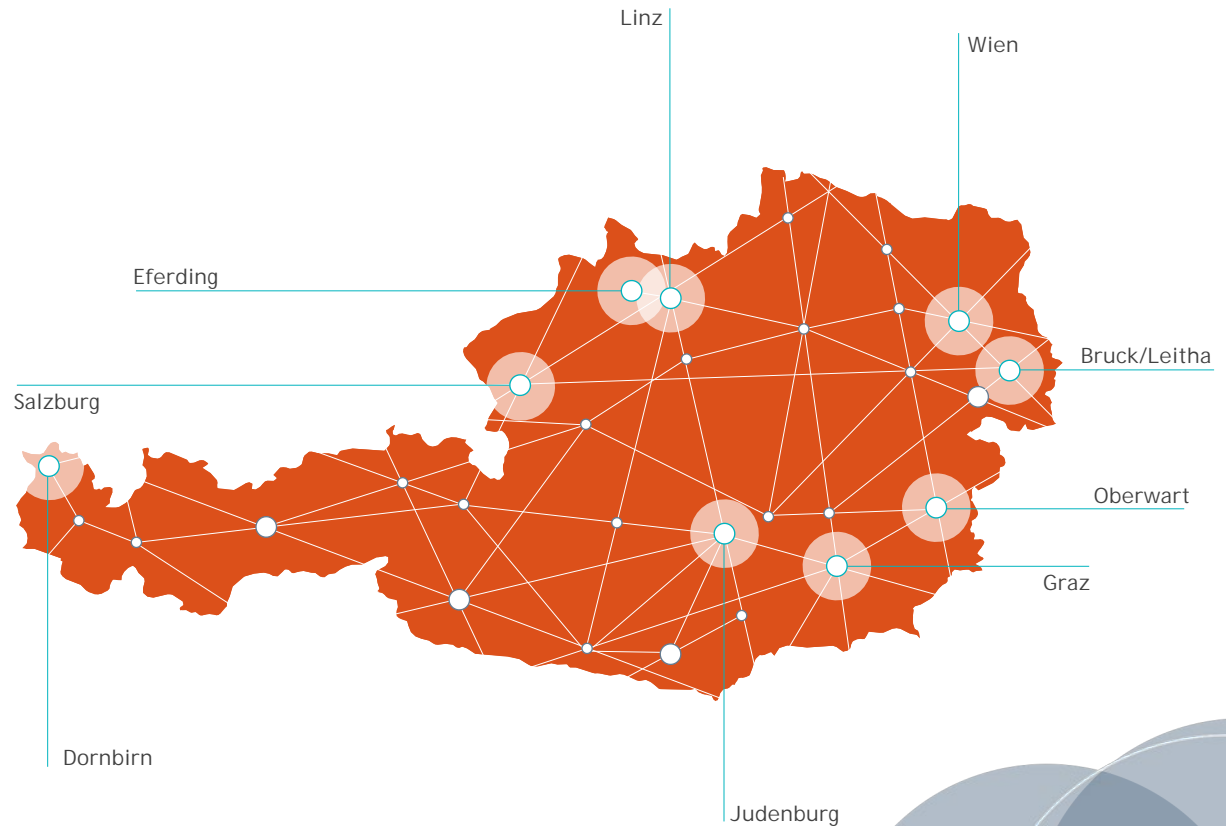 Linz
Wien
Eferding
Bruck/Leitha
Salzburg
Oberwart
Graz
Dornbirn
Judenburg